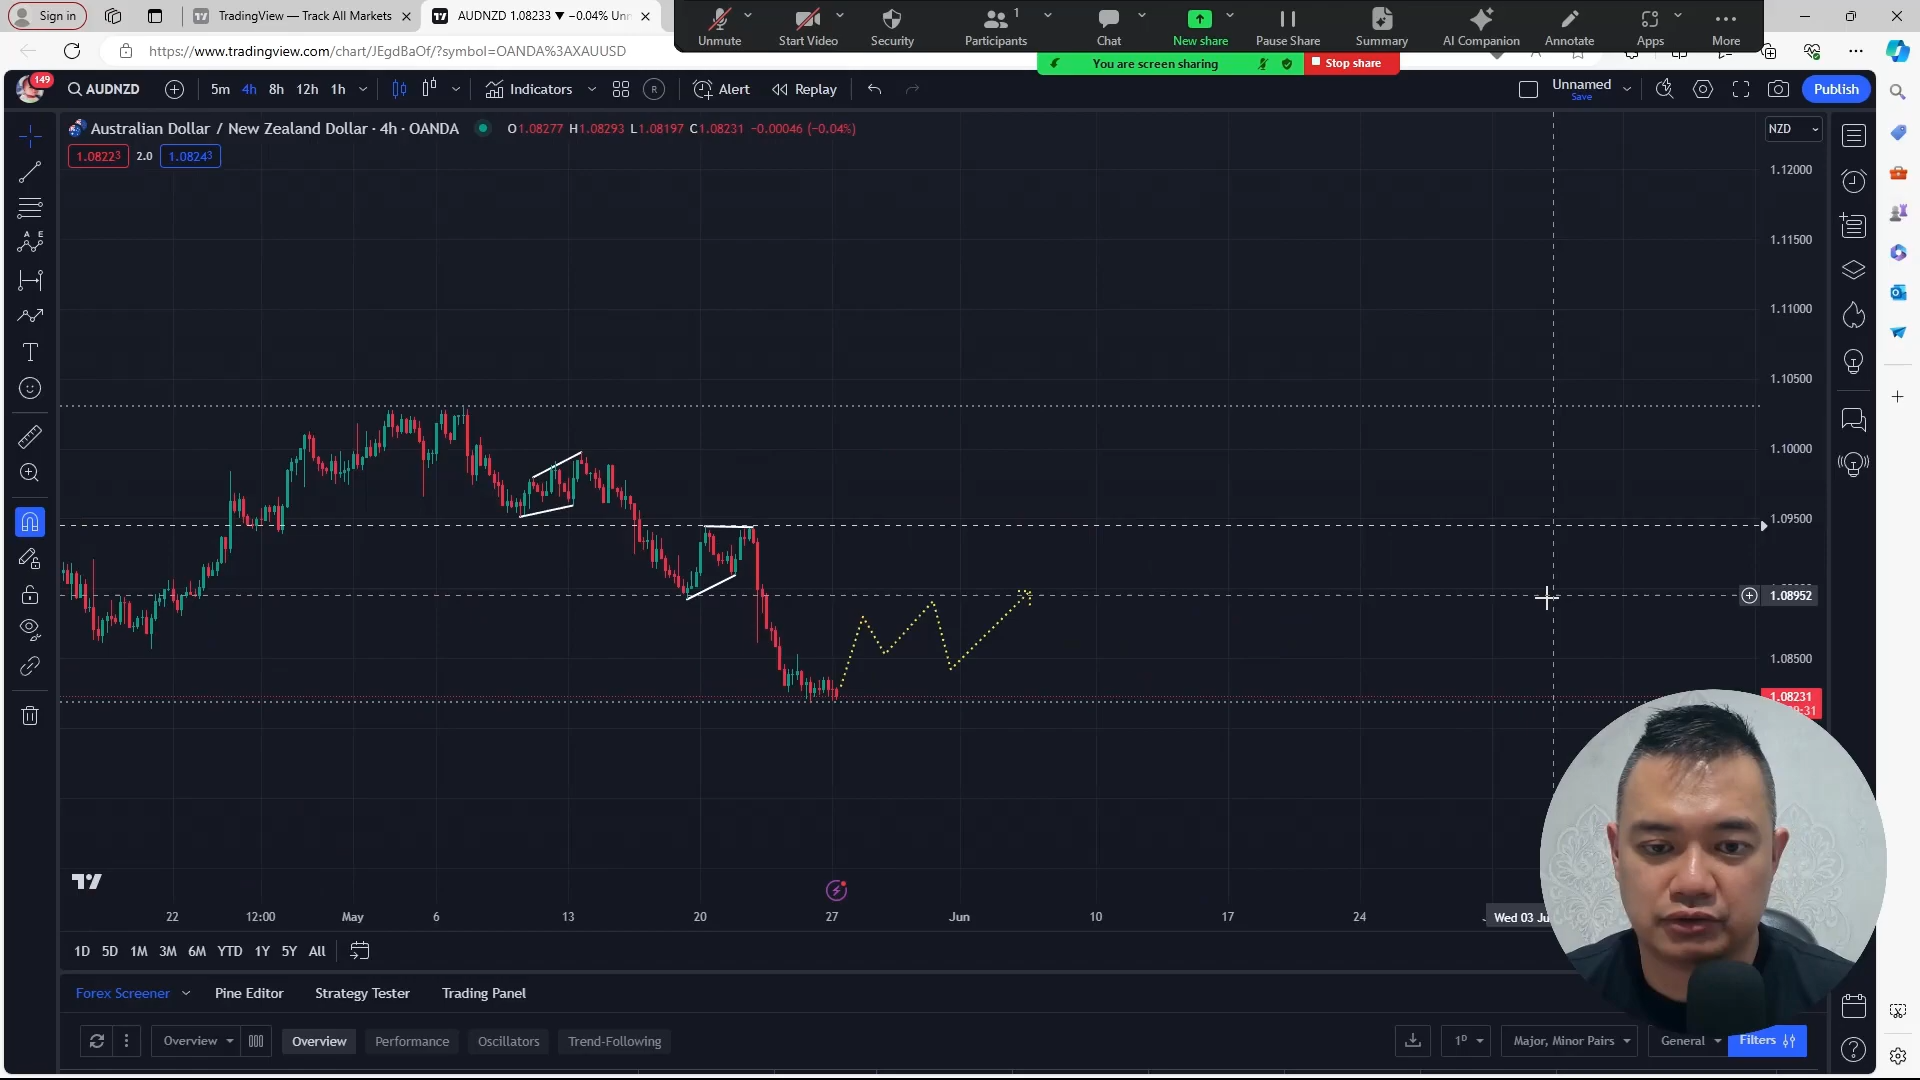 Sign in
TradingView — Track All Markets
AUDNZD 1.08233 ▼ −0.04% Unn
Unmute
Start Video
Security
Participants
1
Chat
New share
Pause Share
Summary
AI Companion
Annotate
Apps
More
https://www.tradingview.com/chart/JEgdBaOf/?symbol=OANDA%3AXAUUSD
You are screen sharing
Stop share
149
AUDNZD
5m
4h
8h
12h
1h
Indicators
R
Alert
Replay
Unnamed
Save
Publish
Australian Dollar / New Zealand Dollar · 4h · OANDA
O1.08277 H1.08293 L1.08197 C1.08231 −0.00046 (−0.04%)
NZD
1.08223
2.0
1.08243
1.12000
1.11500
1.11000
1.10500
1.10000
1.09500
1.08952
1.08500
1.08231
22
12:00
May
6
13
20
27
Jun
10
17
24
Wed 03 Ju
1D
5D
1M
3M
6M
YTD
1Y
5Y
All
Forex Screener
Pine Editor
Strategy Tester
Trading Panel
Overview
Overview
Performance
Oscillators
Trend-Following
1D
Major, Minor Pairs
General
Filters